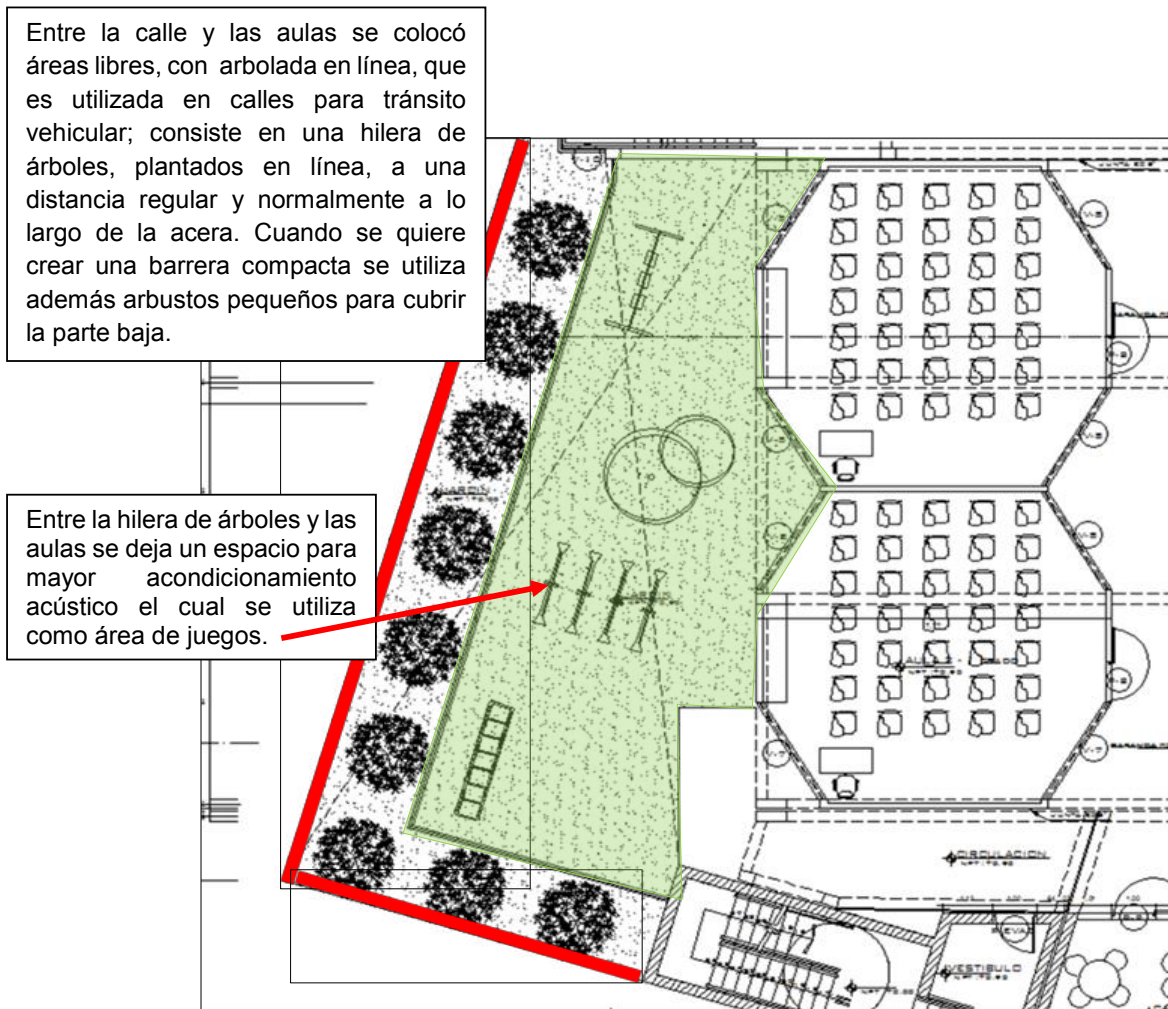 Entre la calle y las aulas se colocó
áreas libres, con arbolada en línea, que
es utilizada en calles para tránsito
vehicular; consiste en una hilera de
árboles, plantados en línea, a una
distancia regular y normalmente a lo
largo de la acera. Cuando se quiere
crear una barrera compacta se utiliza
además arbustos pequeños para cubrir
la parte baja.
Entre la hilera de árboles y las
aulas se deja un espacio para
mayor acondicionamiento
acústico el cual se utiliza
como área de juegos.
JARDIN
V-8
V-8
CIRCULACION
VESTIBULO